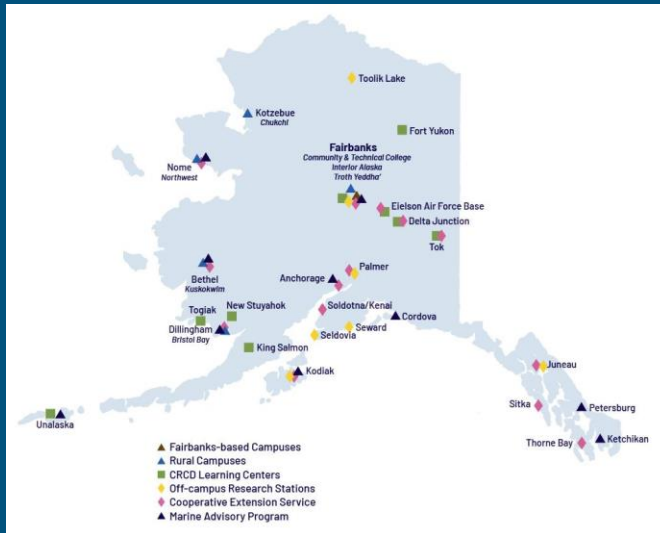 Toolik Lake
Kotzebue
Chukchi
Fort Yukon
Fairbanks
Community & Technical College
Interior Alaska
Troth Yeddha'
Nome
Northwest
Eielson Air Force Base
Delta Junction
Tok
Bethel
Kuskokwim
Palmer
Anchorage
Soldotna/Kenai
Togiak
New Stuyahok
Cordova
Seward
Dillingham
Bristol Bay
Seldovia
King Salmon
Juneau
Kodiak
Sitka
Petersburg
Unalaska
Thorne Bay
Ketchikan
Fairbanks-based Campuses
Rural Campuses
CRCD Learning Centers
Off-campus Research Stations
Cooperative Extension Service
Marine Advisory Program